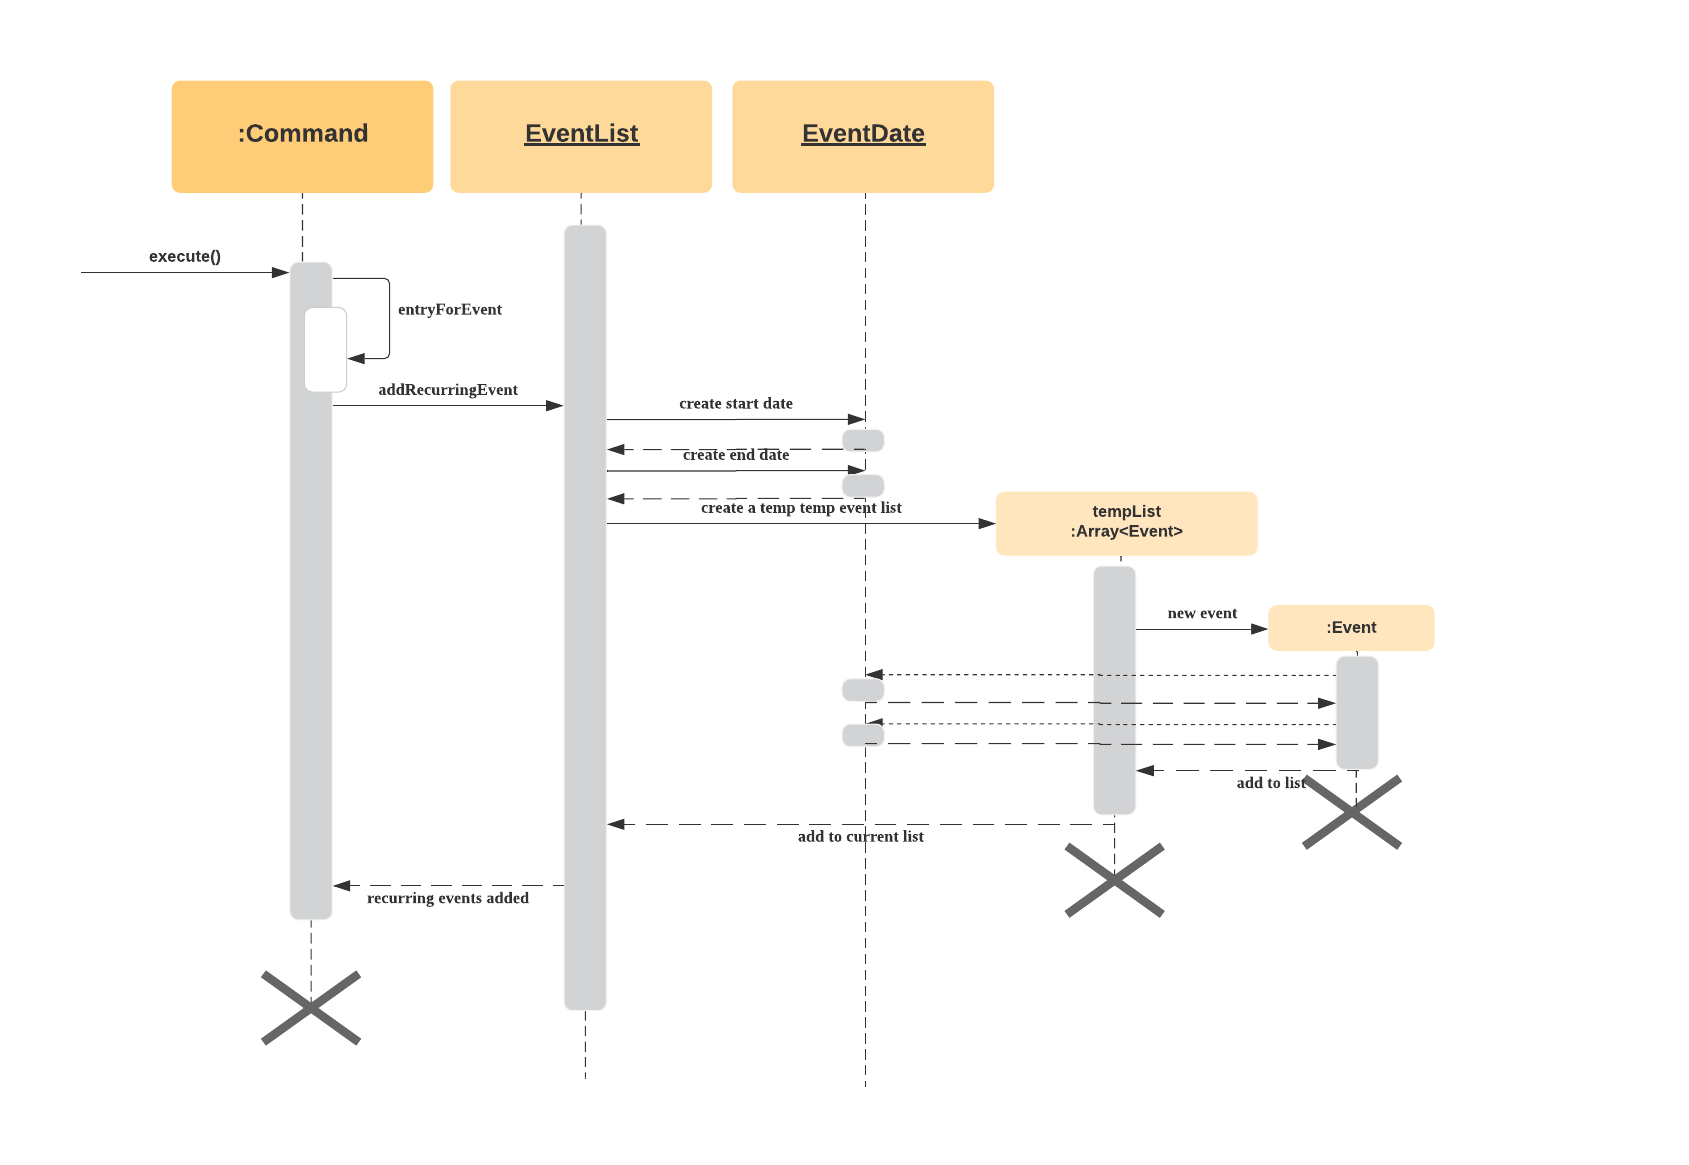 :Command
EventList
EventDate
execute()
entryForEvent
addRecurringEvent
create start date
create end date
create a temp temp event list
tempList
:Array<Event>
new event
:Event
add to list
add to current list
recurring events added